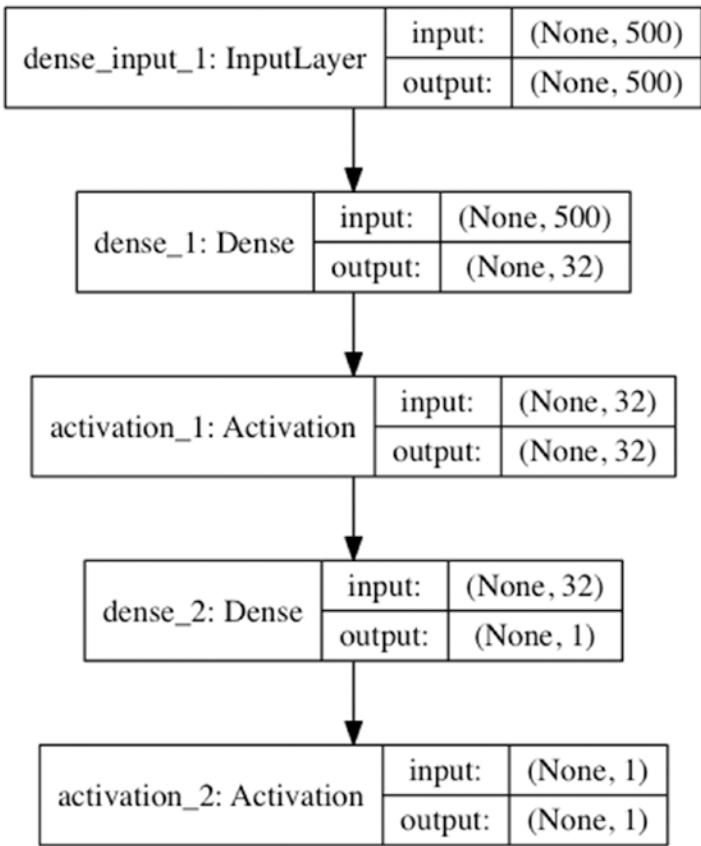 dense_input_1: InputLayer
input: (None, 500)
output: (None, 500)
dense_1: Dense
input: (None, 500)
output: (None, 32)
activation_1: Activation
input: (None, 32)
output: (None, 32)
dense_2: Dense
input: (None, 32)
output: (None, 1)
activation_2: Activation
input: (None, 1)
output: (None, 1)